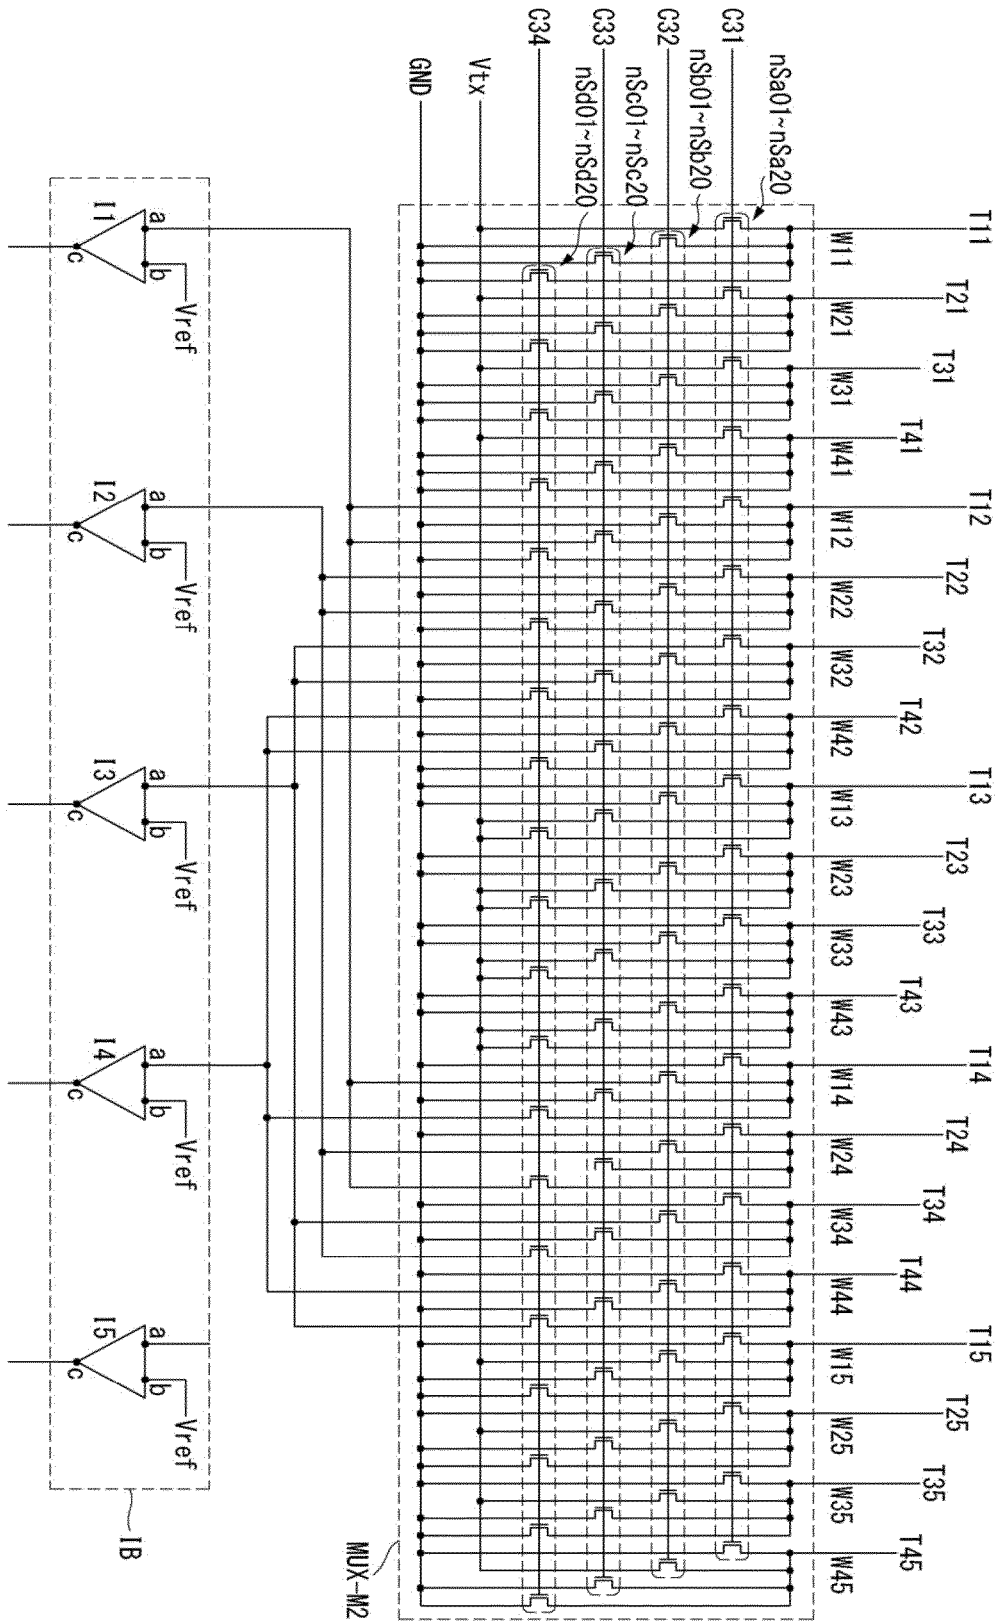 C34
C33
C32
C31
GND
Vtx
nSd01~nSd20
nSc01~nSc20
nSb01~nSb20
nSa01~nSa20
T11
W11
T21
W21
T31
W31
T41
W41
T12
W12
T22
W22
T32
W32
T42
W42
T13
W13
T23
W23
T33
W33
T43
W43
T14
W14
T24
W24
T34
W34
T44
W44
T15
W15
T25
W25
T35
W35
T45
W45
I1
a
b
c
Vref
I2
a
b
c
Vref
I3
a
b
c
Vref
I4
a
b
c
Vref
I5
a
b
c
Vref
IB
MUX-M2